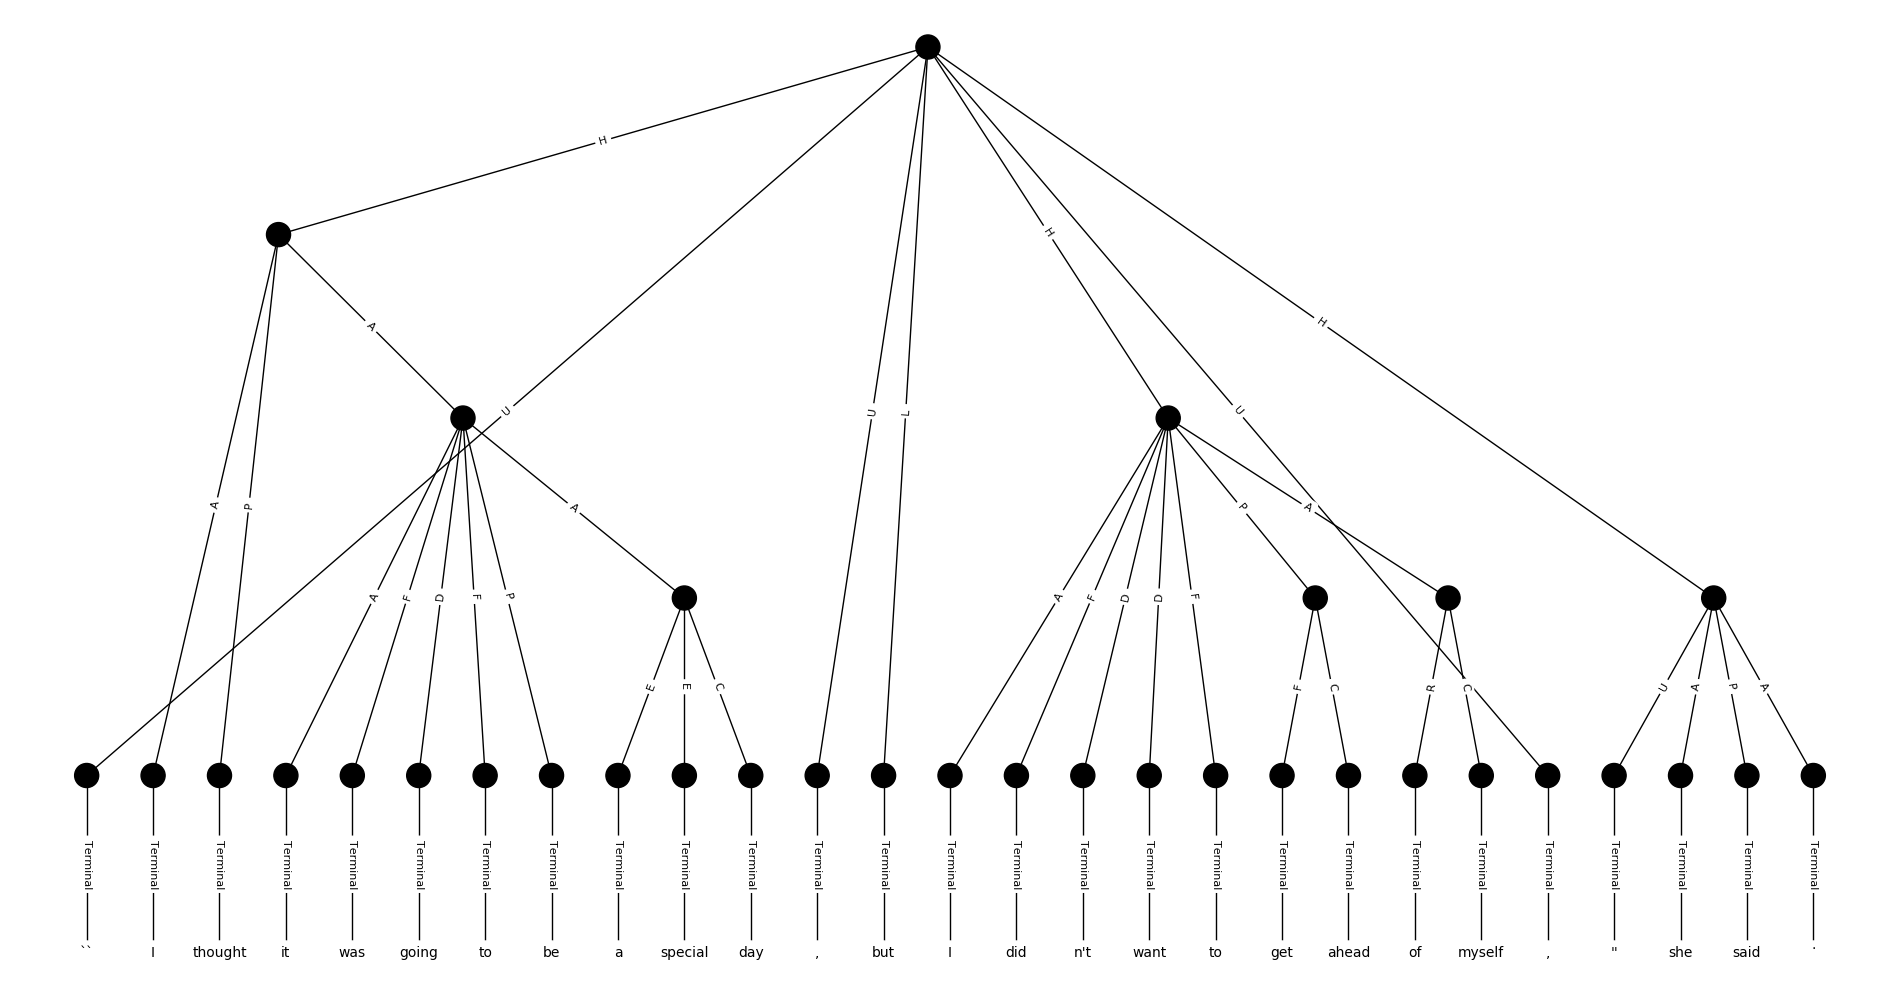 H
A
U
H
U
L
U
H
A
P
A
P
A
A
F
D
F
P
A
F
D
D
F
E
E
C
F
C
R
C
U
A
P
A
Terminal Terminal Terminal Terminal Terminal Terminal Terminal Terminal Terminal Terminal Terminal Terminal Terminal Terminal Terminal Terminal Terminal Terminal Terminal Terminal Terminal Terminal Terminal Terminal Terminal Terminal Terminal
`` I thought it was going to be a special day , but I did n't want to get ahead of myself , " she said .